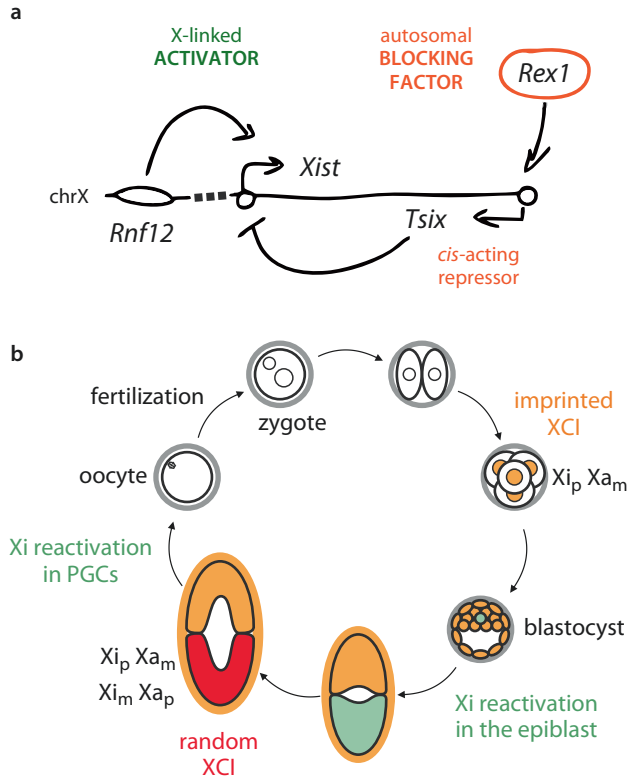 a
X-linked
ACTIVATOR
autosomal
BLOCKING
FACTOR
Rex1
chrX
Xist
Rnf12
Tsix
cis-acting
repressor
b
fertilization
zygote
imprinted
XCI
oocyte
Xip Xam
Xi reactivation
in PGCs
blastocyst
Xip Xam
Xim Xap
Xi reactivation
in the epiblast
random
XCI